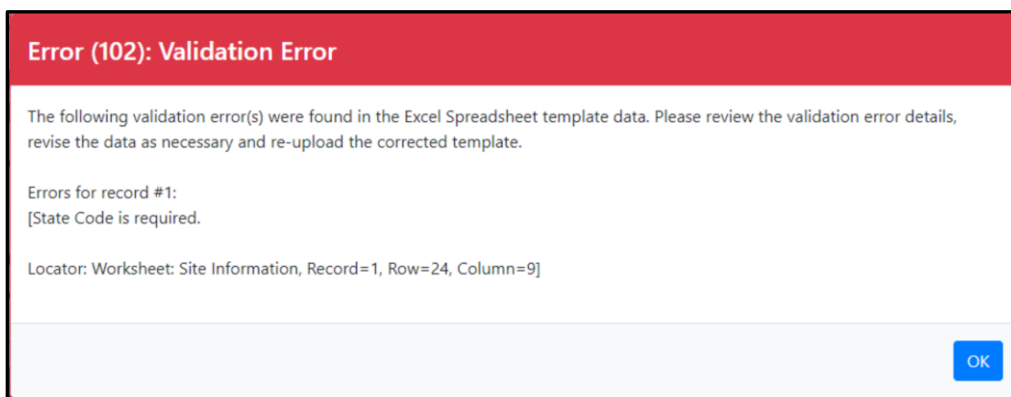 Error (102): Validation Error
The following validation error(s) were found in the Excel Spreadsheet template data. Please review the validation error details,
revise the data as necessary and re-upload the corrected template.
Errors for record #1:
[State Code is required.
Locator: Worksheet: Site Information, Record=1, Row=24, Column=9]
OK